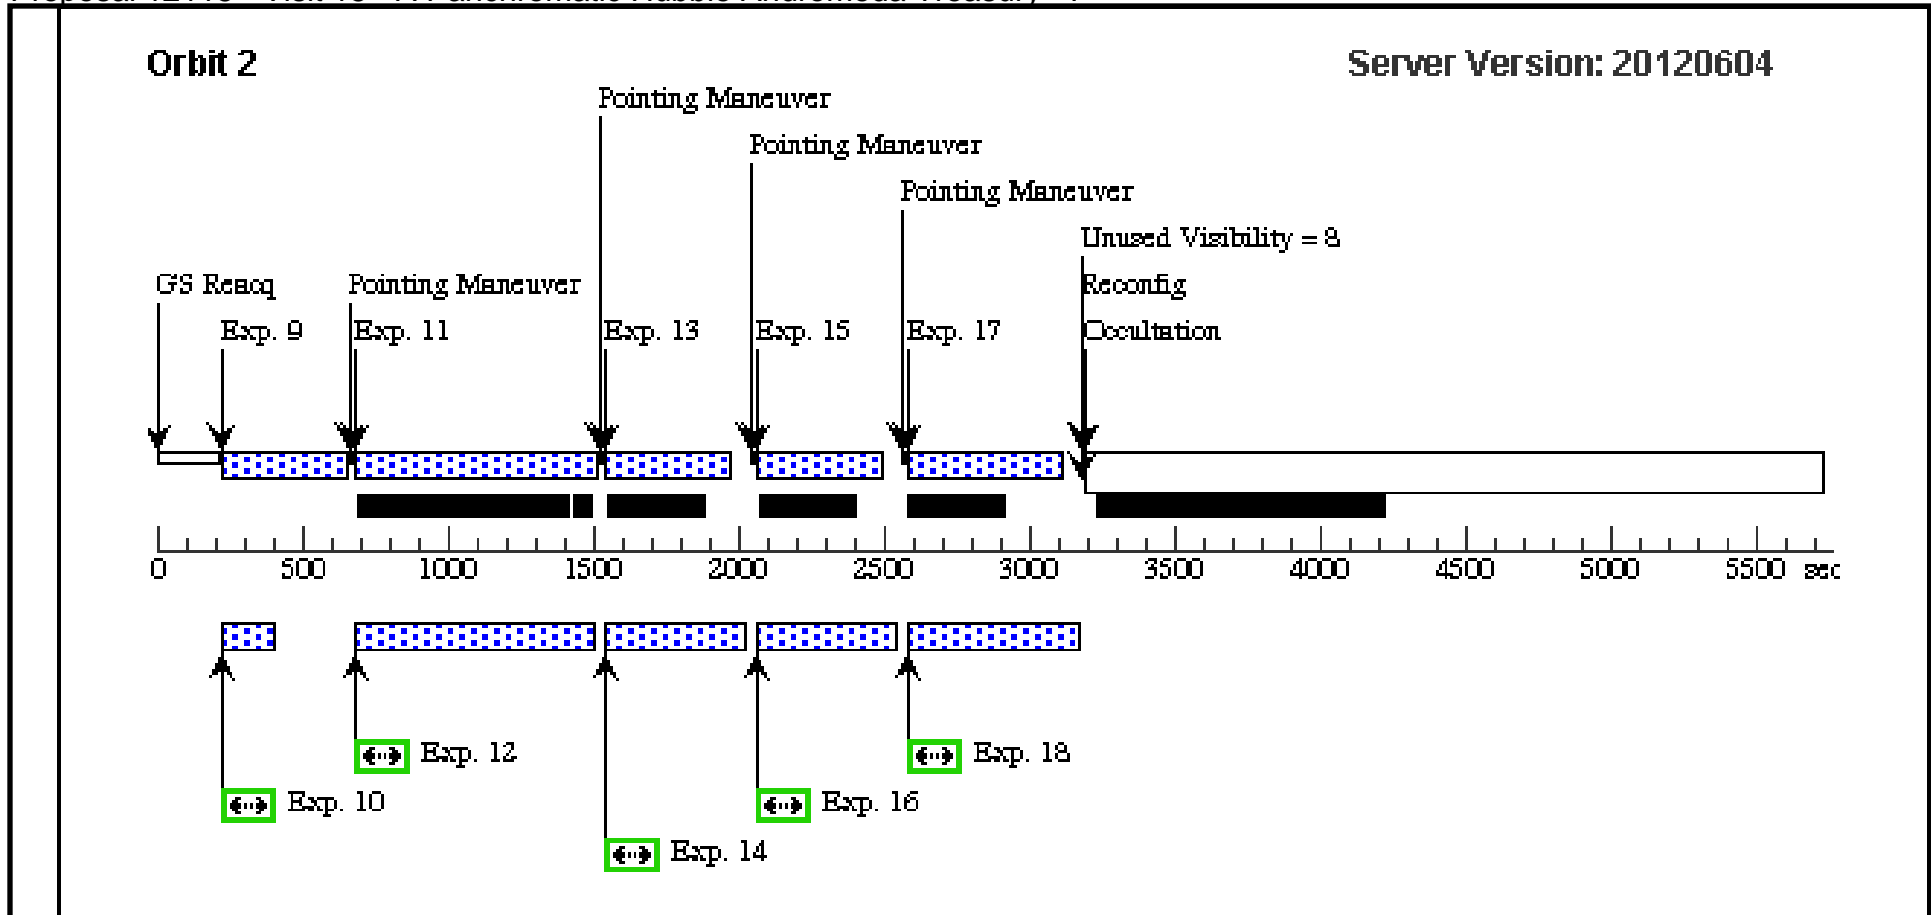 Orbit 2
Server Version: 20120604
Pointing Maneuver
Pointing Maneuver
Pointing Maneuver
Unused Visibility = 8
GS Reacq
Pointing Maneuver
Reconfig
Exp. 9
Exp. 11
Exp. 13
Exp. 15
Exp. 17
Occultation
0 500 1000 1500 2000 2500 3000 3500 4000 4500 5000 5500 sec
Exp. 12
Exp. 18
Exp. 10
Exp. 16
Exp. 14